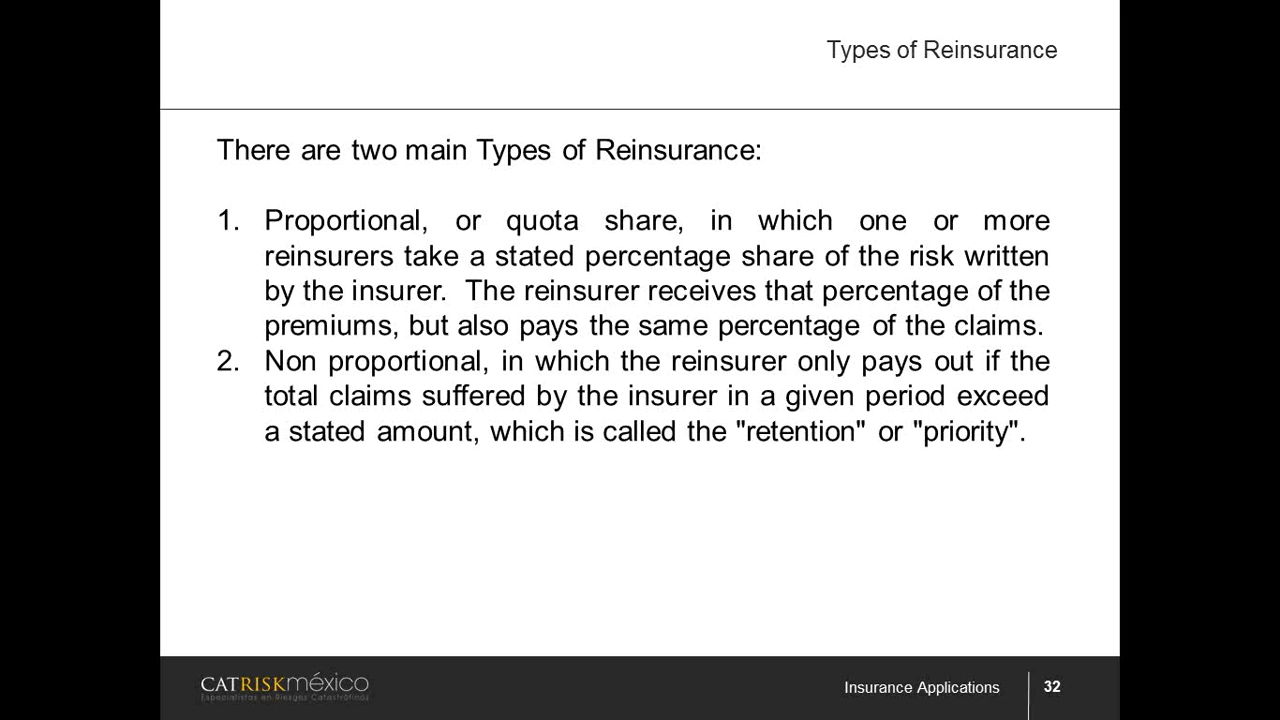 Types of Reinsurance
There are two main Types of Reinsurance:
1. Proportional, or quota share, in which one or more
reinsurers take a stated percentage share of the risk written
by the insurer. The reinsurer receives that percentage of the
premiums, but also pays the same percentage of the claims.
2. Non proportional, in which the reinsurer only pays out if the
total claims suffered by the insurer in a given period exceed
a stated amount, which is called the "retention" or "priority".
CATRISKméxico
Especialistas en Riesgos Catastróficos
Insurance Applications
32